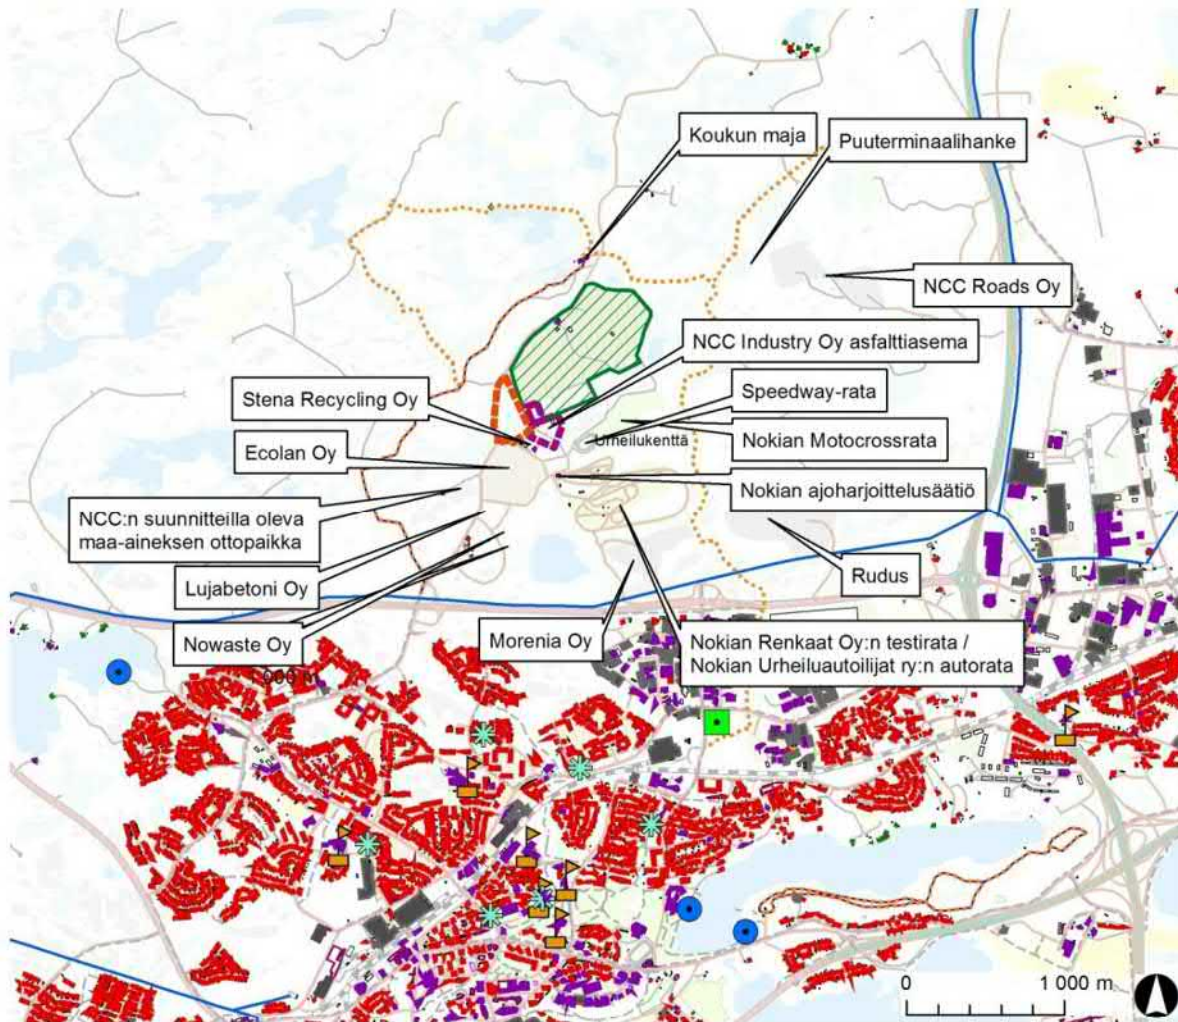 Koukun maja
Puuterminaalihanke
NCC Roads Oy
NCC Industry Oy asfalttiasema
Stena Recycling Oy
Speedway-rata
Urheilukenttä
Nokian Motocrossrata
Ecolan Oy
Nokian ajoharjoittelusäätiö
NCC:n suunnitteilla oleva
maa-aineksen ottopaikka
Lujabetoni Oy
Rudus
Nowaste Oy
Morenia Oy
Nokian Renkaat Oy:n testirata /
Nokian Urheiluautoilijat ry:n autorata
1 000 m
0 1 000 m